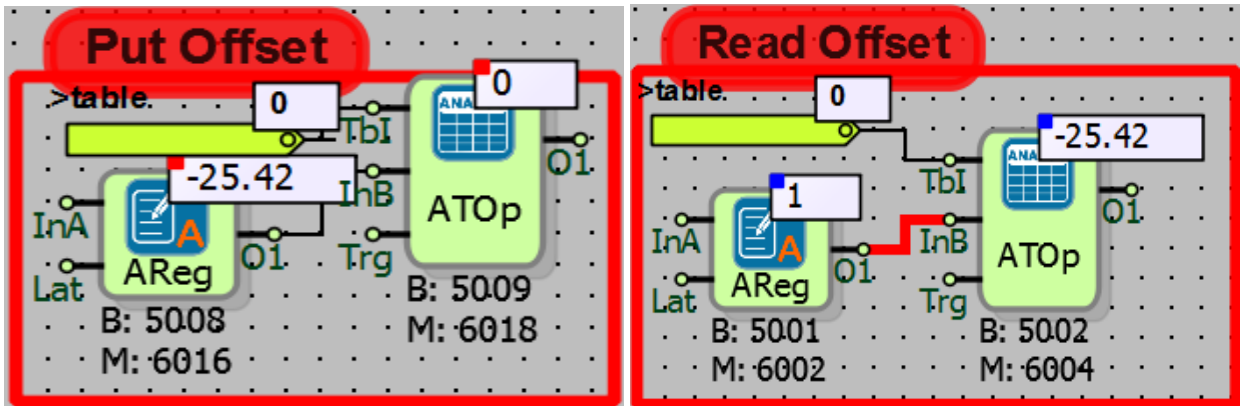 Put Offset
>table.
0
0
TbI
ANA
O1
-25.42
InB
ATOp
InA
A
O1
Trg
Lat
AReg
B: 5009
B: 5008
M: 6018
M: 6016
Read Offset
>table.
0
-25.42
ANA
TbI
1
O1
InA
A
InB
ATOp
O1
Lat
AReg
Trg
B: 5001
B: 5002
M: 6002
M: 6004